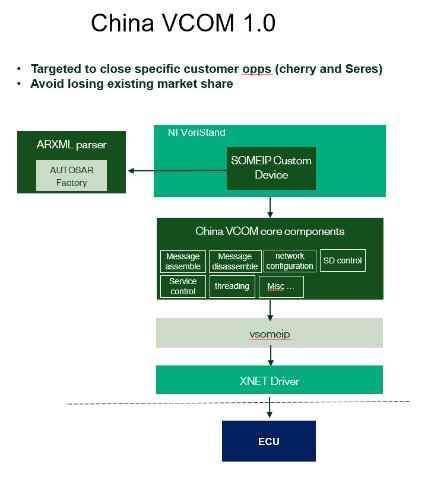 China VCOM 1.0
• Targeted to close specific customer opps (cherry and Seres)
• Avoid losing existing market share
NI VeriStand
ARXML parser
AUTOSAR
Factory
SOMEIP Custom
Device
China VCOM core components
Message
assemble
Message
disassemble
network
configuration
SD control
Service
control
threading
Misc ...
vsomeip
XNET Driver
ECU